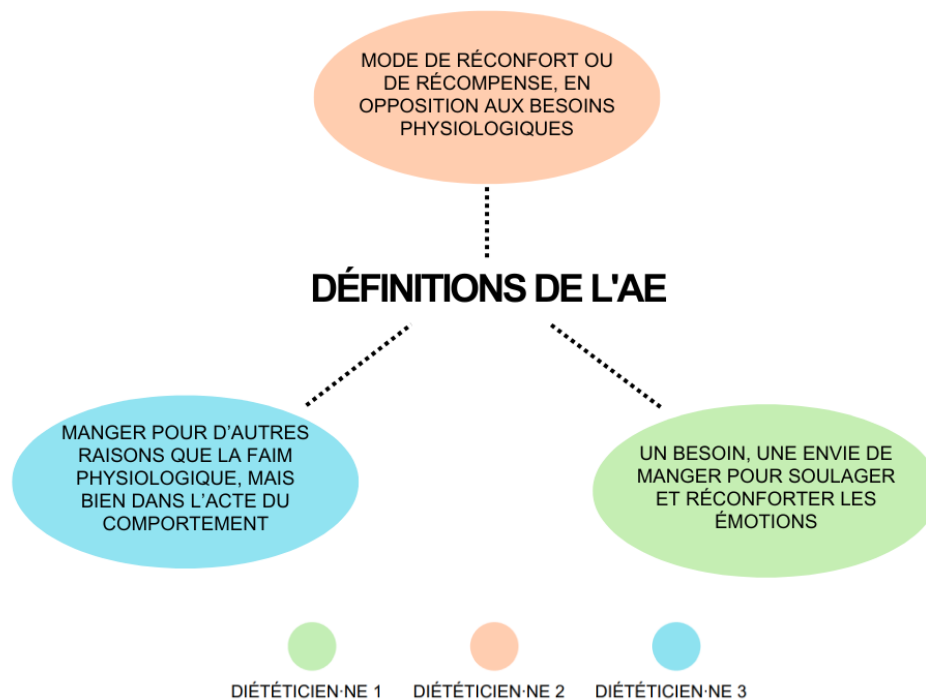 MODE DE RÉCONFORT OU
DE RÉCOMPENSE, EN
OPPOSITION AUX BESOINS
PHYSIOLOGIQUES
DÉFINITIONS DE L'AE
MANGER POUR D'AUTRES
RAISONS QUE LA FAIM
PHYSIOLOGIQUE, MAIS
BIEN DANS L'ACTE DU
COMPORTEMENT
UN BESOIN, UNE ENVIE DE
MANGER POUR SOULAGER
ET RÉCONFORTER LES
ÉMOTIONS
DIÉTÉTICIEN·NE 1
DIÉTÉTICIEN·NE 2
DIÉTÉTICIEN·NE 3